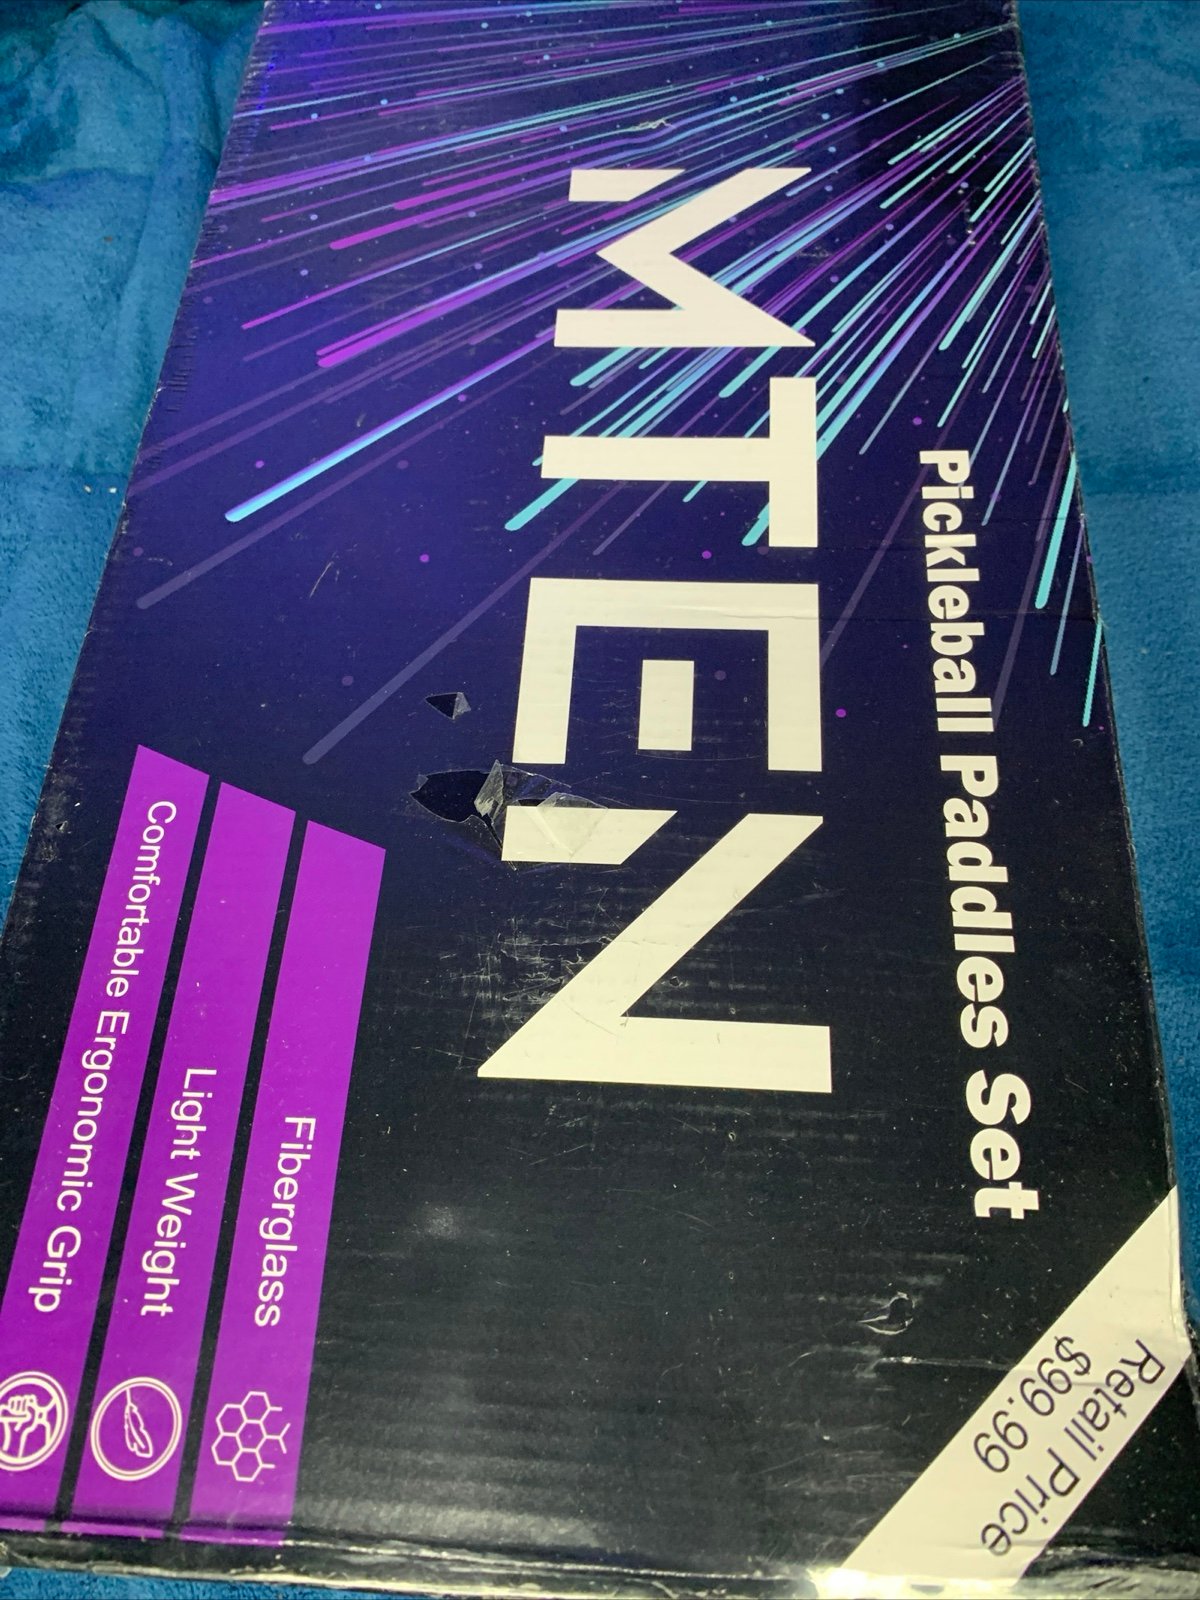 Pickleball Paddles Set
MTEN
Fiberglass
Light Weight
Comfortable Ergonomic Grip
Retail Price
$99.99